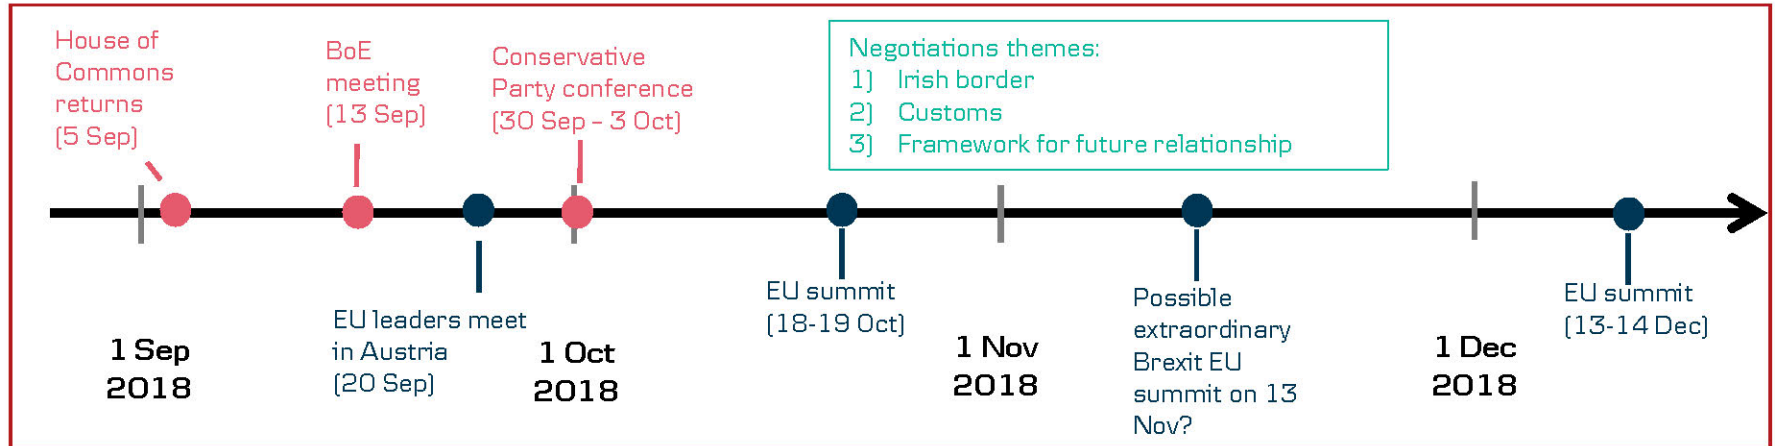 House of
Commons
returns
(5 Sep)
BoE
meeting
(13 Sep)
Conservative
Party conference
(30 Sep – 3 Oct)
Negotiations themes:
1) Irish border
2) Customs
3) Framework for future relationship
EU leaders meet
in Austria
(20 Sep)
EU summit
(18-19 Oct)
Possible
extraordinary
Brexit EU
summit on 13
Nov?
EU summit
(13-14 Dec)
1 Sep
2018
1 Oct
2018
1 Nov
2018
1 Dec
2018